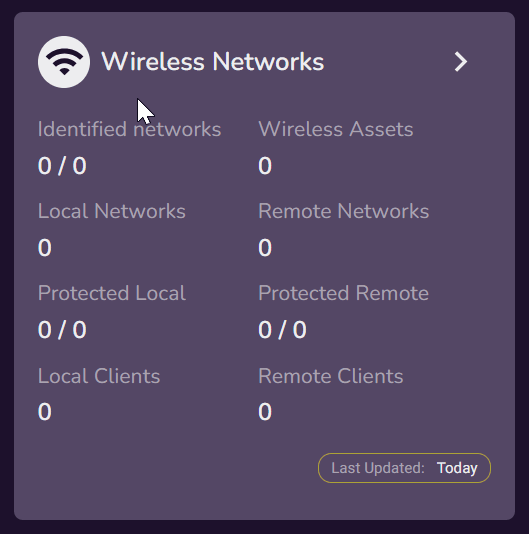 Wireless Networks
Identified networks Wireless Assets
0 / 0 0
Local Networks Remote Networks
0 0
Protected Local Protected Remote
0 / 0 0 / 0
Local Clients Remote Clients
0 0
Last Updated: Today